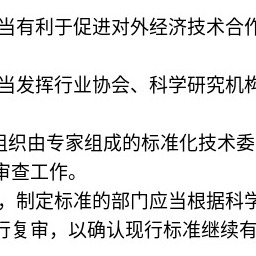 当有利于促进对外经济技术合作
当发挥行业协会、科学研究机构
组织由专家组成的标准化技术委
审查工作。
，制定标准的部门应当根据科学
行复审，以确认现行标准继续有